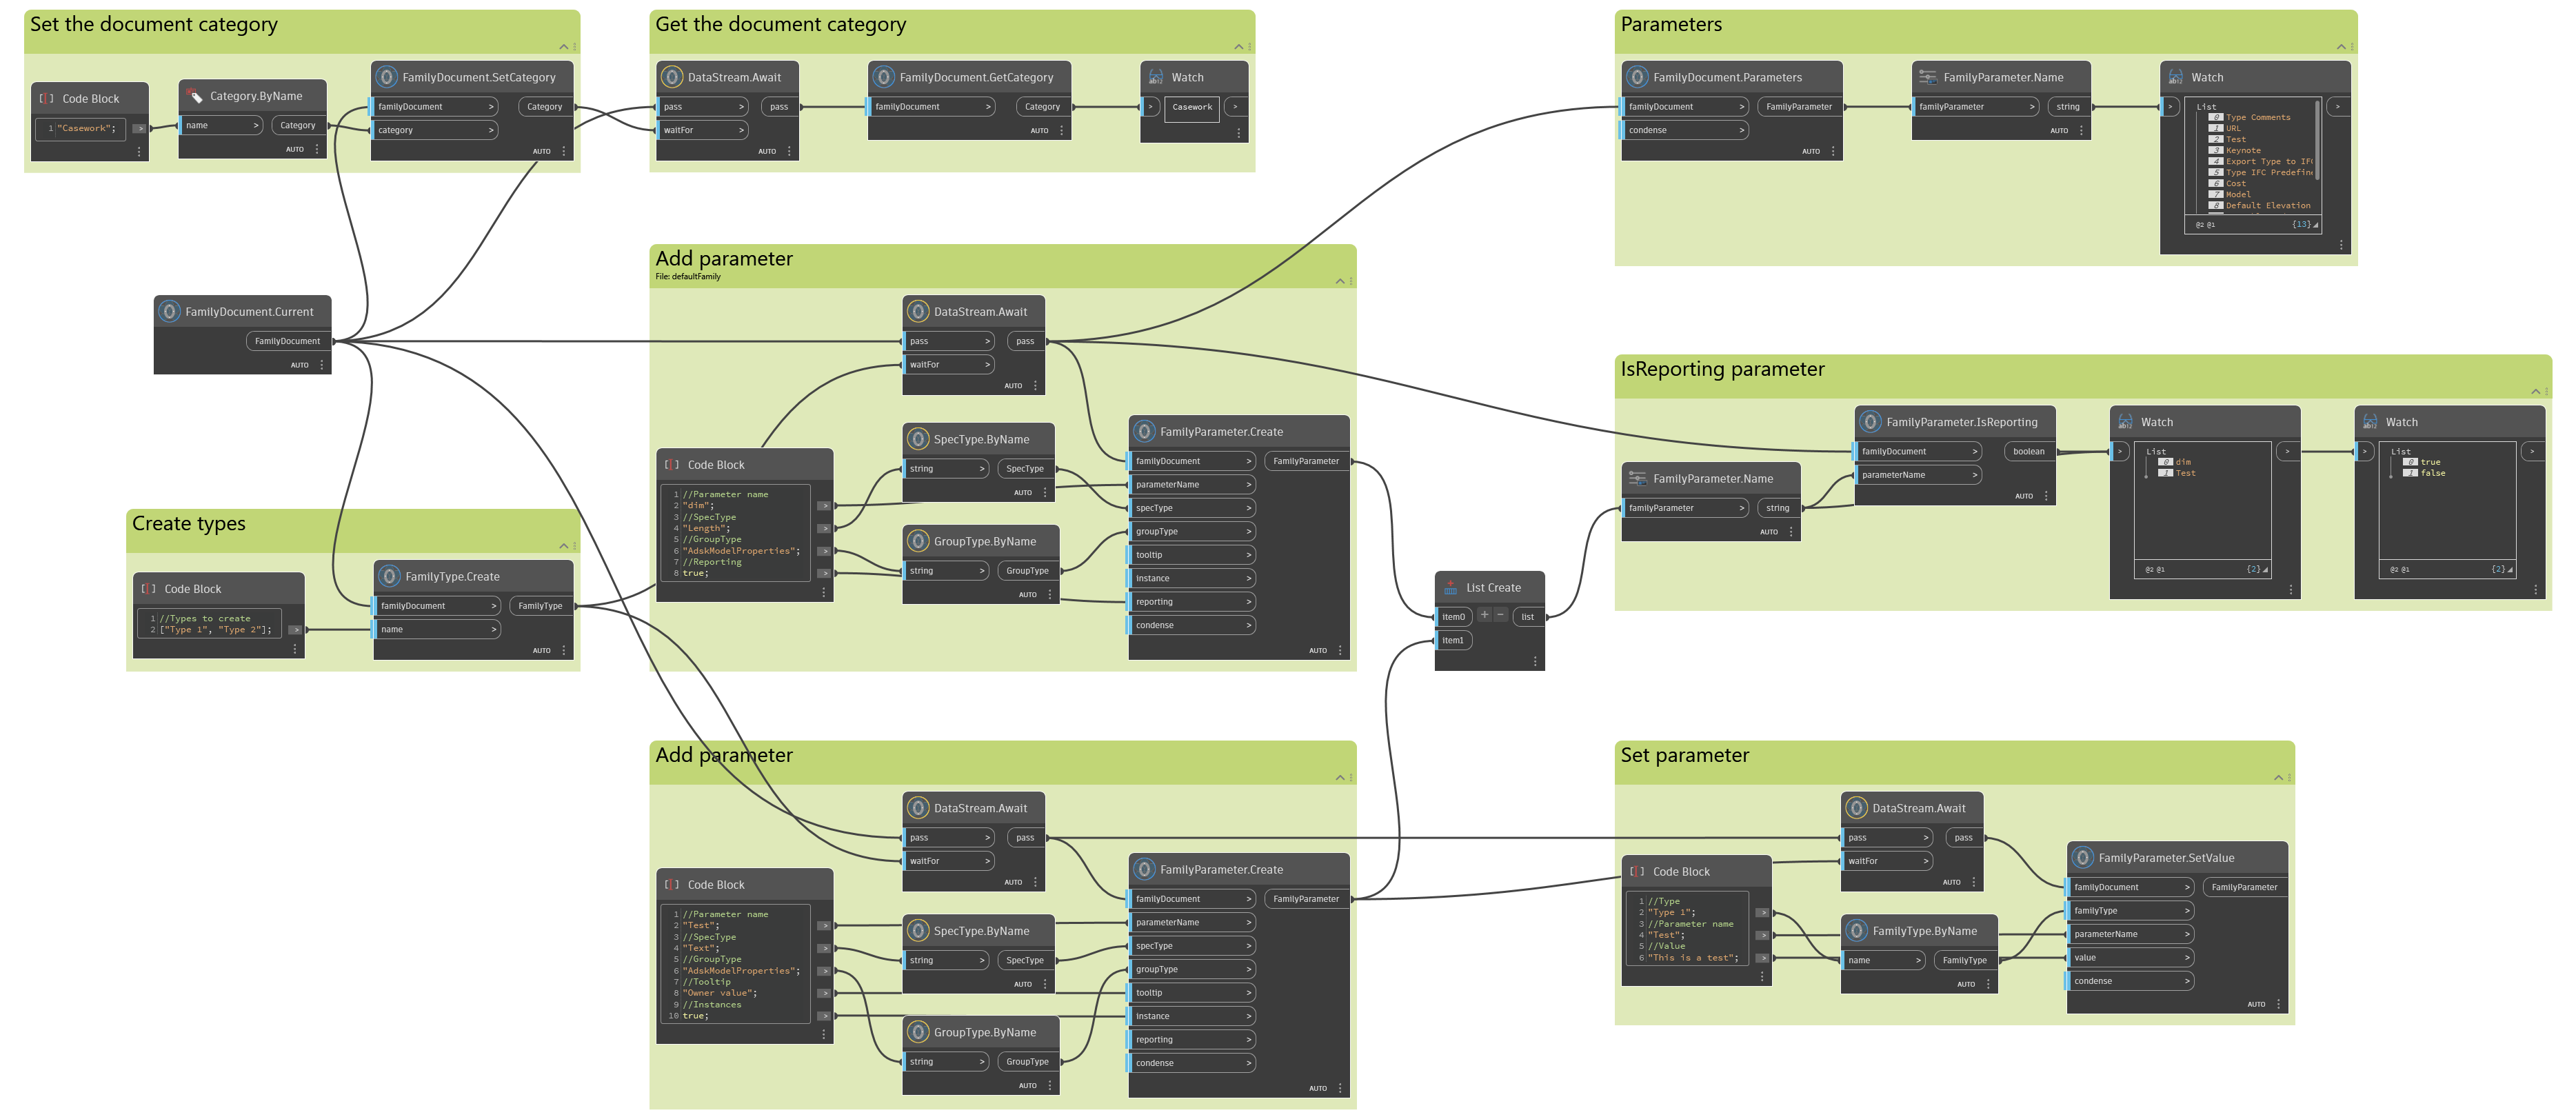 Set the document category
Code Block
1 "Casework";
>
Category.ByName
name >
Category
AUTO
FamilyDocument.SetCategory
familyDocument >
Category
category >
AUTO
Get the document category
DataStream.Await
pass >
pass
waitFor >
AUTO
FamilyDocument.GetCategory
familyDocument >
Category
AUTO
Watch
>
Casework
>
Parameters
FamilyDocument.Parameters
familyDocument >
FamilyParameter
condense >
AUTO
FamilyParameter.Name
familyParameter >
string
AUTO
Watch
>
List
0 Type Comments
1 URL
2 Test
3 Keynote
4 Export Type to IFC
5 Type IFC Predefine
6 Cost
7 Model
8 Default Elevation
@2 @1
{13}
>
FamilyDocument.Current
FamilyDocument
AUTO
Create types
Code Block
1 //Types to create
2 ["Type 1", "Type 2"];
>
FamilyType.Create
familyDocument >
FamilyType
name >
AUTO
Add parameter
File: defaultFamily
DataStream.Await
pass >
pass
waitFor >
AUTO
Code Block
1 //Parameter name
2 "dim";
3 //SpecType
4 "Length";
5 //GroupType
6 "AdskModelProperties";
7 //Reporting
8 true;
>
>
>
>
SpecType.ByName
string >
SpecType
AUTO
GroupType.ByName
string >
GroupType
AUTO
FamilyParameter.Create
familyDocument >
FamilyParameter
parameterName >
specType >
groupType >
tooltip >
instance >
reporting >
condense >
AUTO
List Create
item0
+ -
list
item1
IsReporting parameter
FamilyParameter.Name
familyParameter >
string
AUTO
FamilyParameter.IsReporting
familyDocument >
boolean
parameterName >
AUTO
Watch
>
List
0 dim
1 Test
@2 @1
{2}
>
Watch
>
List
0 true
1 false
@2 @1
{2}
>
Add parameter
DataStream.Await
pass >
pass
waitFor >
AUTO
Code Block
1 //Parameter name
2 "Test";
3 //SpecType
4 "Text";
5 //GroupType
6 "AdskModelProperties";
7 //Tooltip
8 "Owner value";
9 //Instances
10 true;
>
>
>
>
>
SpecType.ByName
string >
SpecType
AUTO
GroupType.ByName
string >
GroupType
AUTO
FamilyParameter.Create
familyDocument >
FamilyParameter
parameterName >
specType >
groupType >
tooltip >
instance >
reporting >
condense >
AUTO
Set parameter
DataStream.Await
pass >
pass
waitFor >
AUTO
Code Block
1 //Type
2 "Type 1";
3 //Parameter name
4 "Test";
5 //Value
6 "This is a test";
>
>
>
FamilyType.ByName
name >
FamilyType
AUTO
FamilyParameter.SetValue
familyDocument >
FamilyParameter
familyType >
parameterName >
value >
condense >
AUTO